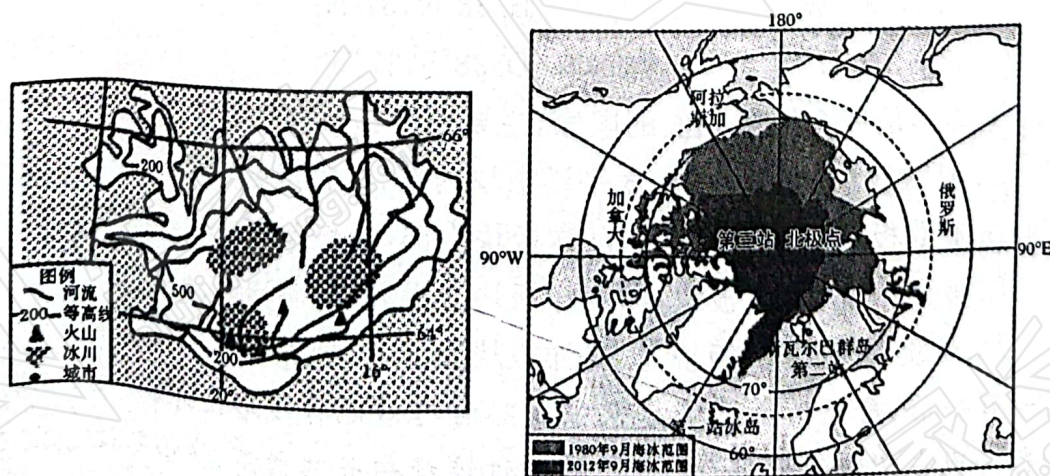 66°
200
图例
河流
200 等高线
火山
冰川
城市
500
200
64°
20°
16°
180°
阿拉
斯加
加拿大
俄罗斯
第三站 北极点
90°W
90°E
斯瓦尔巴群岛
第二站
70°
第一站冰岛
60°
1980年9月海冰范围
2012年9月海冰范围